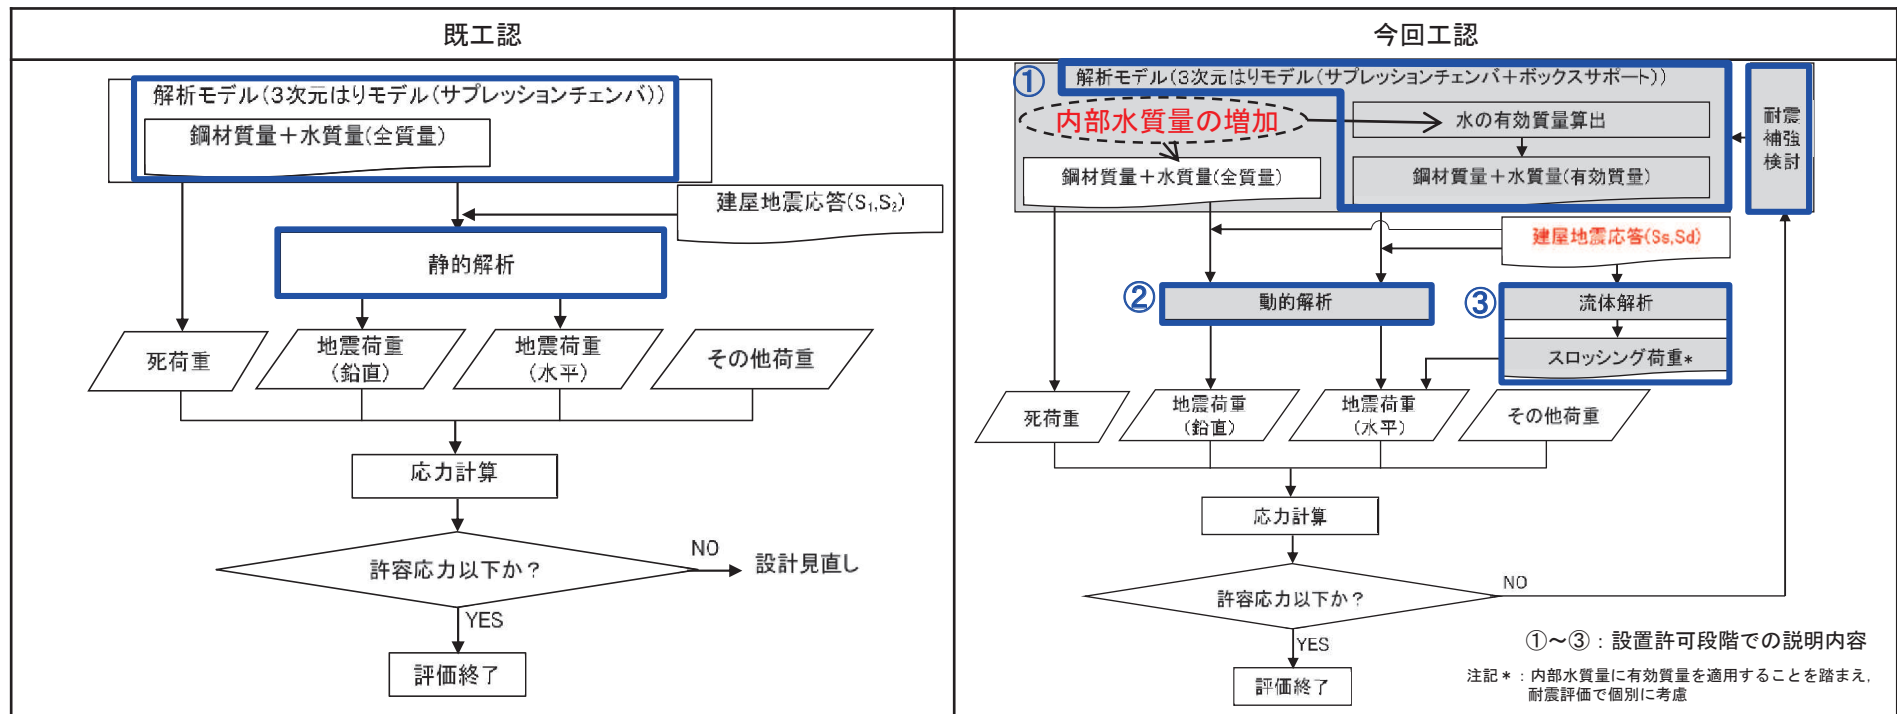 既工認
解析モデル(3次元はりモデル(サプレッションチェンバ))
鋼材質量＋水質量(全質量)
建屋地震応答(S₁,S₂)
静的解析
死荷重
地震荷重
(鉛直)
地震荷重
(水平)
その他荷重
応力計算
許容応力以下か？
NO
設計見直し
YES
評価終了
今回工認
①
解析モデル(3次元はりモデル(サプレッションチェンバ＋ボックスサポート))
内部水質量の増加
水の有効質量算出
鋼材質量＋水質量(全質量)
鋼材質量＋水質量(有効質量)
耐震
補強
検討
建屋地震応答(Ss,Sd)
②
動的解析
③
流体解析
スロッシング荷重*
死荷重
地震荷重
(鉛直)
地震荷重
(水平)
その他荷重
応力計算
許容応力以下か？
NO
YES
評価終了
①～③：設置許可段階での説明内容
注記*：内部水質量に有効質量を適用することを踏まえ,
耐震評価で個別に考慮